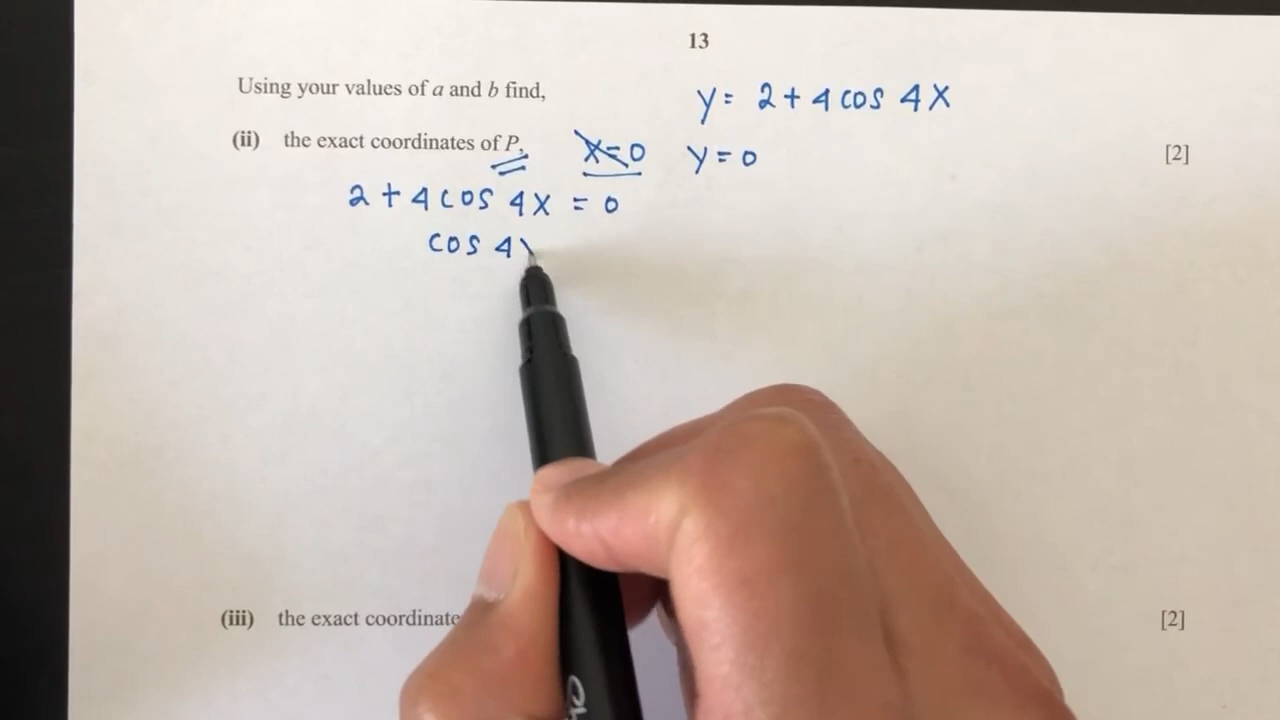 13
Using your values of a and b find,
y = 2 + 4 cos 4x
(ii) the exact coordinates of P, x=0 y = 0 [2]
2 + 4 cos 4x = 0
cos 4x
(iii) the exact coordinate [2]